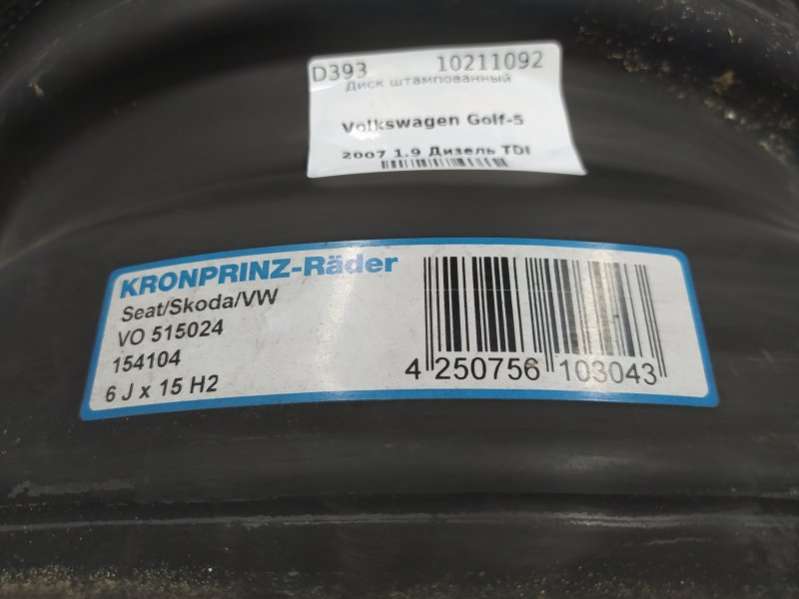 D393 10211092
Диск штампованный
Volkswagen Golf-5
2007 1.9 Дизель TDI
KRONPRINZ-Räder
Seat/Skoda/VW
VO 515024
154104
6 J x 15 H2
4 250756 103043